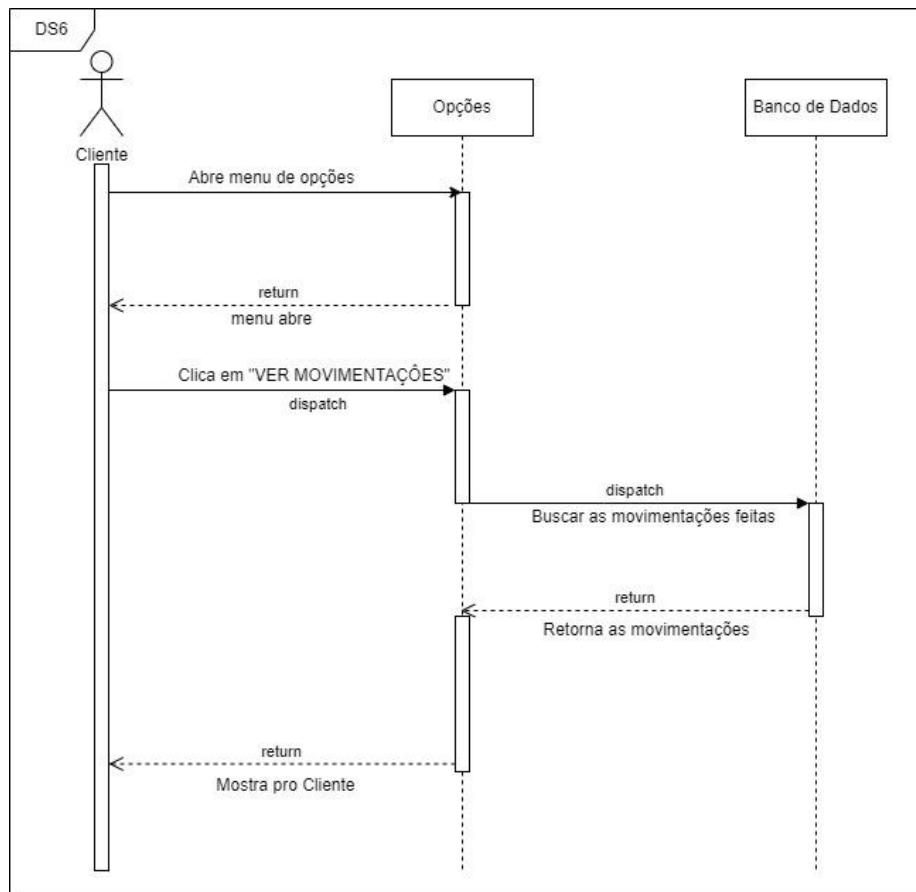 DS6
Cliente
Opções
Banco de Dados
Abre menu de opções
return
menu abre
Clica em "VER MOVIMENTAÇÔES"
dispatch
dispatch
Buscar as movimentações feitas
return
Retorna as movimentações
return
Mostra pro Cliente